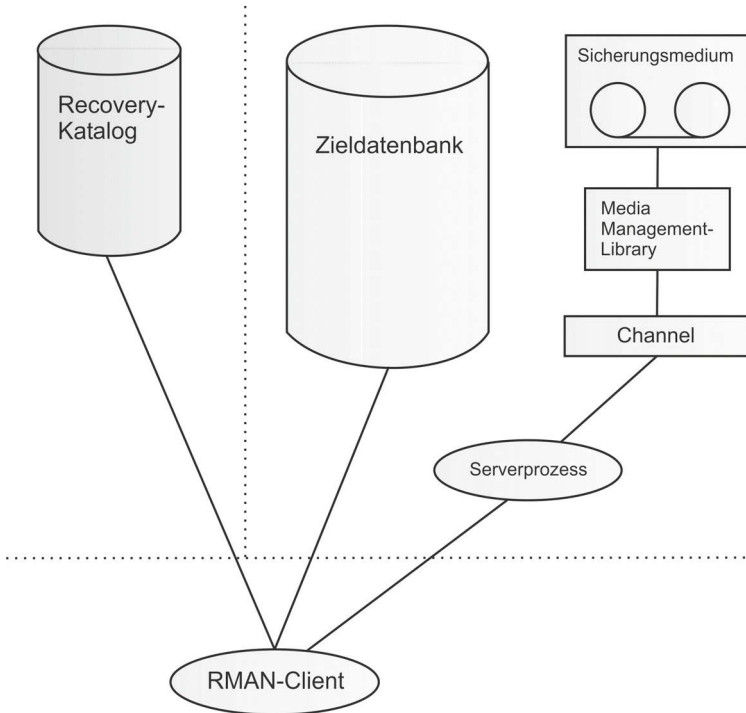 Recovery-
Katalog
Zieldatenbank
Sicherungsmedium
Media
Management-
Library
Channel
Serverprozess
RMAN-Client